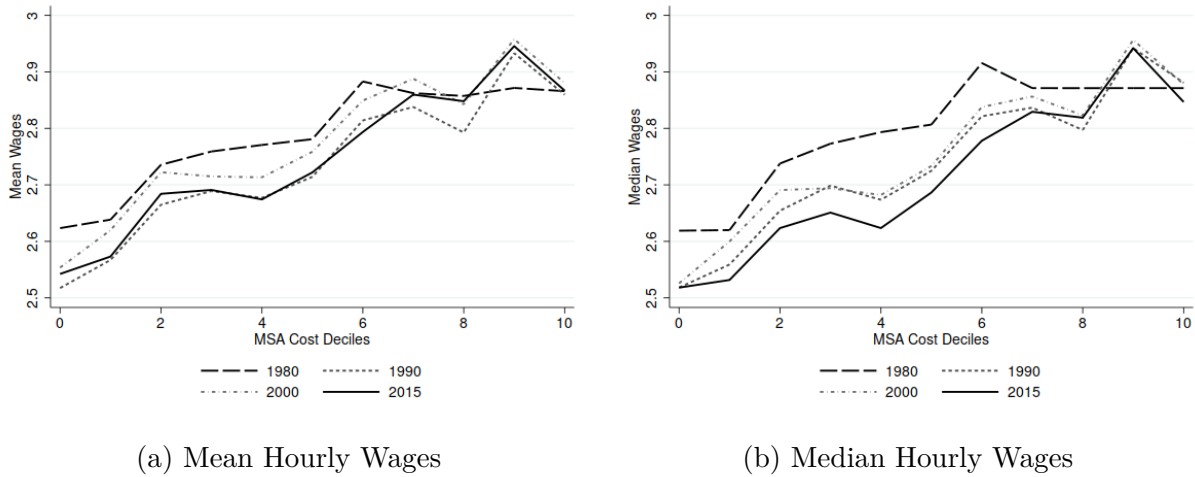 3
2.9
2.8
2.7
2.6
2.5
Mean Wages
0 2 4 6 8 10
MSA Cost Deciles
1980 1990
2000 2015
(a) Mean Hourly Wages
3
2.9
2.8
2.7
2.6
2.5
Median Wages
0 2 4 6 8 10
MSA Cost Deciles
1980 1990
2000 2015
(b) Median Hourly Wages